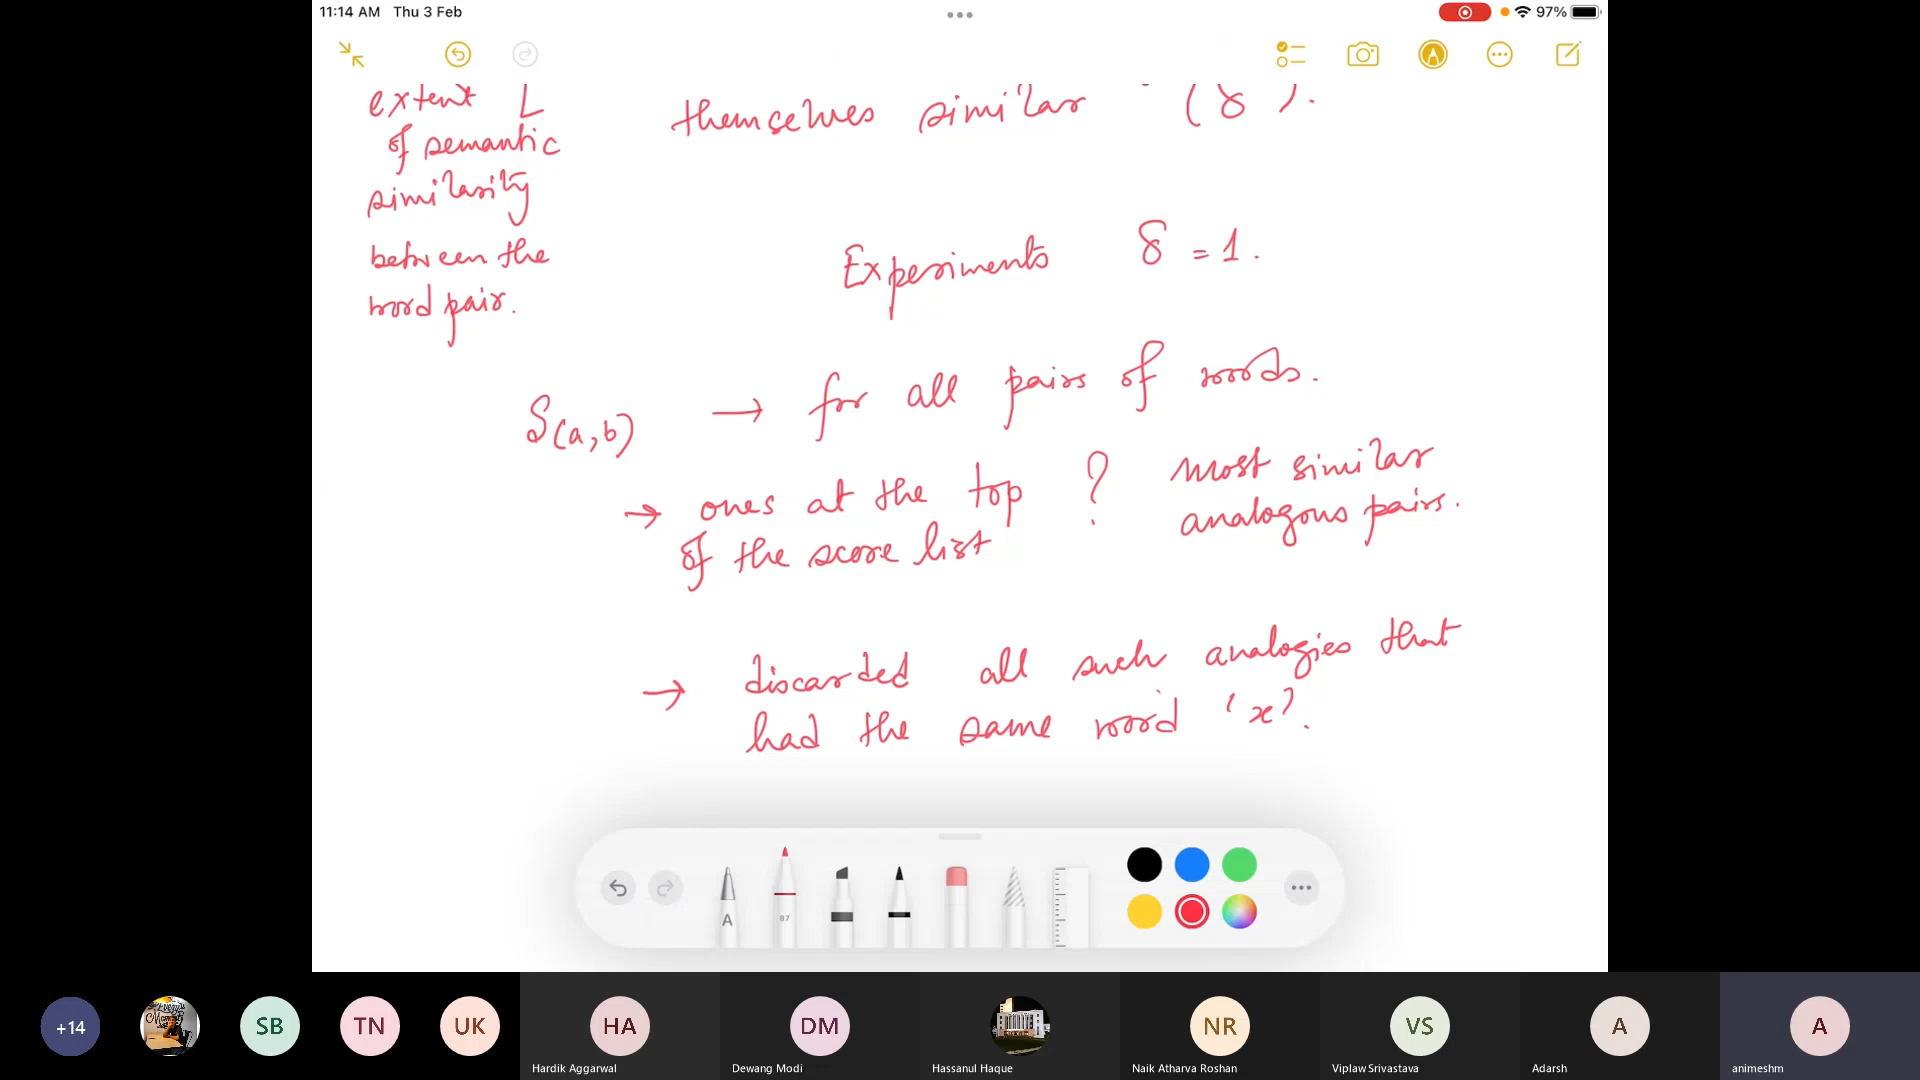 11:14 AM Thu 3 Feb
97%
extent
of semantic
similarity
between the
word pair.
themselves similar (δ).
Experiments δ = 1.
S(a,b) → for all pairs of words.
→ ones at the top ? most similar
of the score list analogous pairs.
→ discarded all such analogies that
had the same word 'x'.
A
87
+14
SB
TN
UK
HA
DM
NR
VS
A
A
Hardik Aggarwal
Dewang Modi
Hassanul Haque
Naik Atharva Roshan
Viplaw Srivastava
Adarsh
animeshm